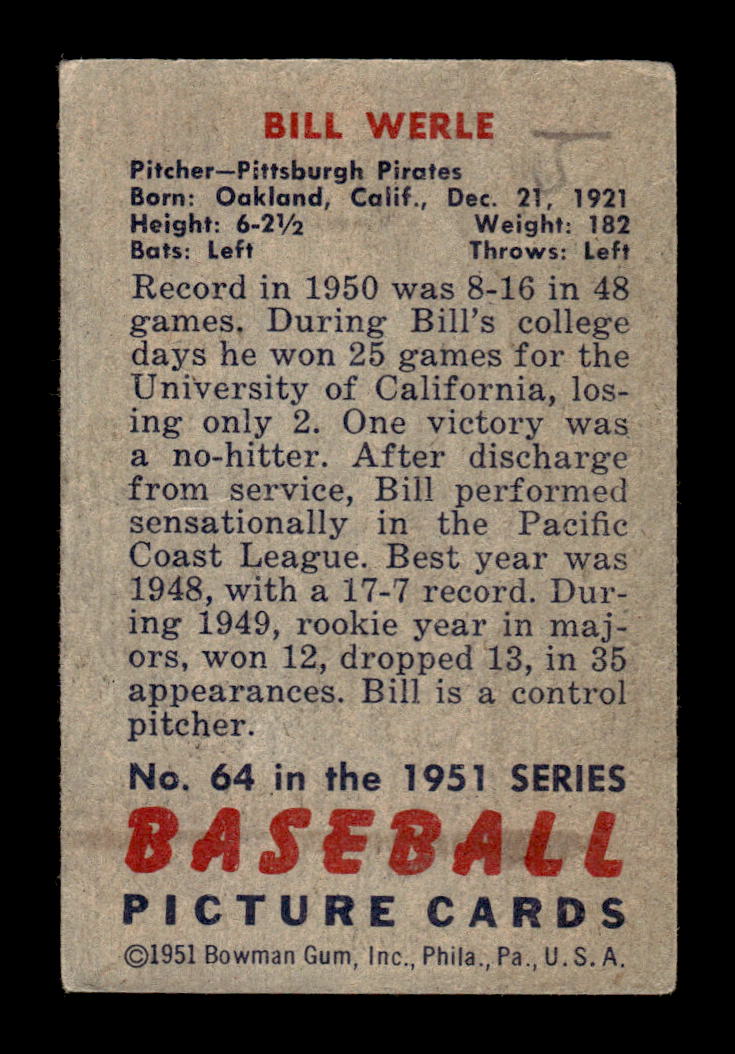 BILL WERLE
Pitcher—Pittsburgh Pirates
Born: Oakland, Calif., Dec. 21, 1921
Height: 6-2½ Weight: 182
Bats: Left Throws: Left
Record in 1950 was 8-16 in 48
games. During Bill's college
days he won 25 games for the
University of California, los-
ing only 2. One victory was
a no-hitter. After discharge
from service, Bill performed
sensationally in the Pacific
Coast League. Best year was
1948, with a 17-7 record. Dur-
ing 1949, rookie year in maj-
ors, won 12, dropped 13, in 35
appearances. Bill is a control
pitcher.
No. 64 in the 1951 SERIES
BASEBALL
PICTURE CARDS
©1951 Bowman Gum, Inc., Phila., Pa., U.S.A.